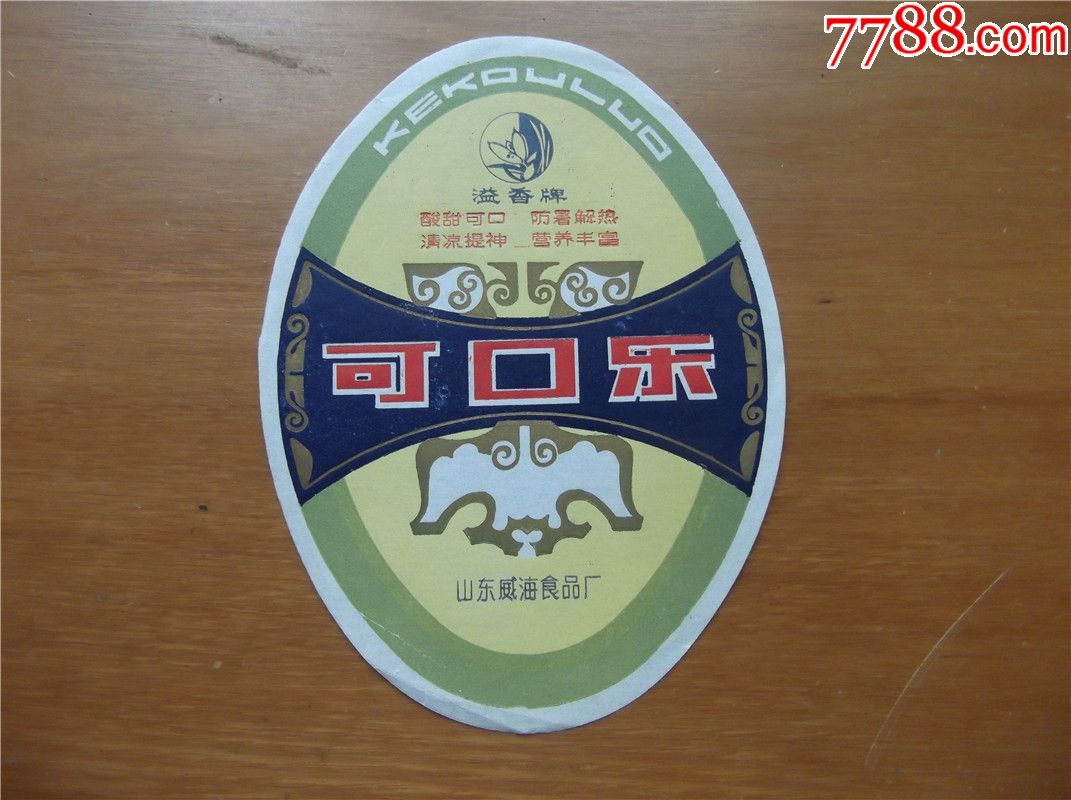 7788.com
KEKOULUO
溢香牌
酸甜可口 防署解热
清凉提神 营养丰富
可口乐
山东威海食品厂